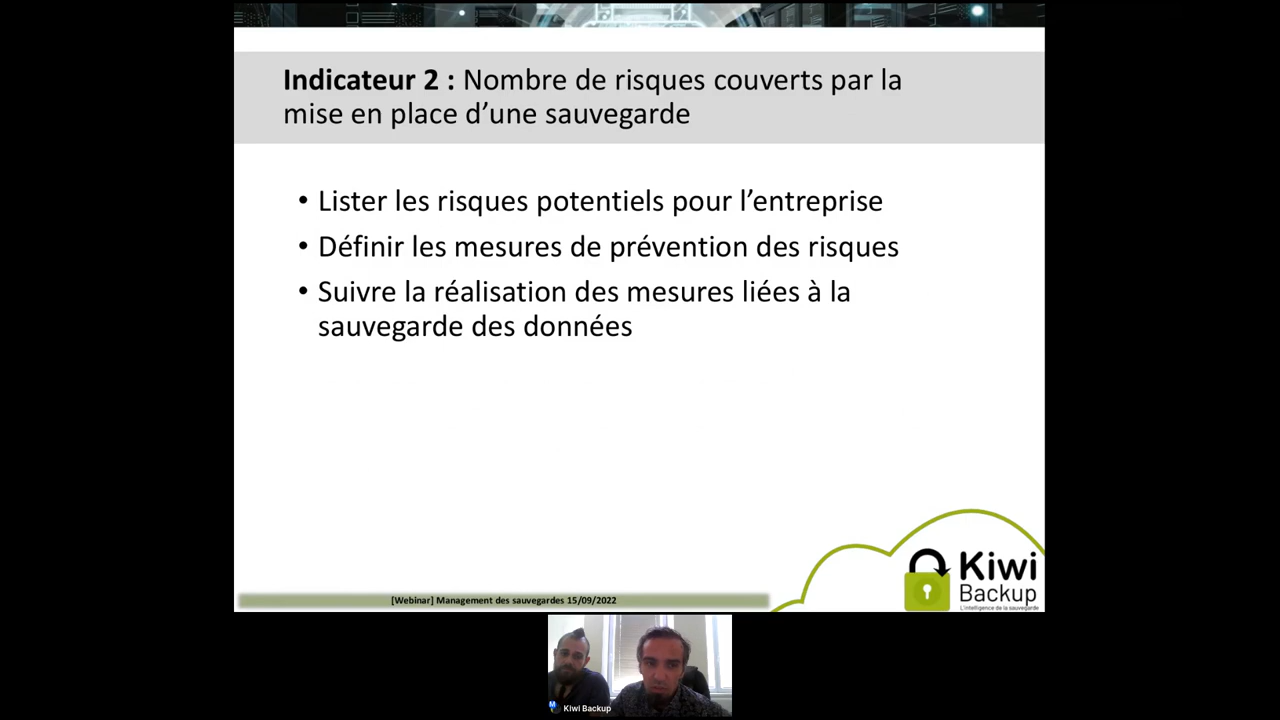 Indicateur 2 : Nombre de risques couverts par la
mise en place d’une sauvegarde
• Lister les risques potentiels pour l’entreprise
• Définir les mesures de prévention des risques
• Suivre la réalisation des mesures liées à la
sauvegarde des données
Kiwi
Backup
L'intelligence de la sauvegarde
[Webinar] Management des sauvegardes 15/09/2022
M
Kiwi Backup